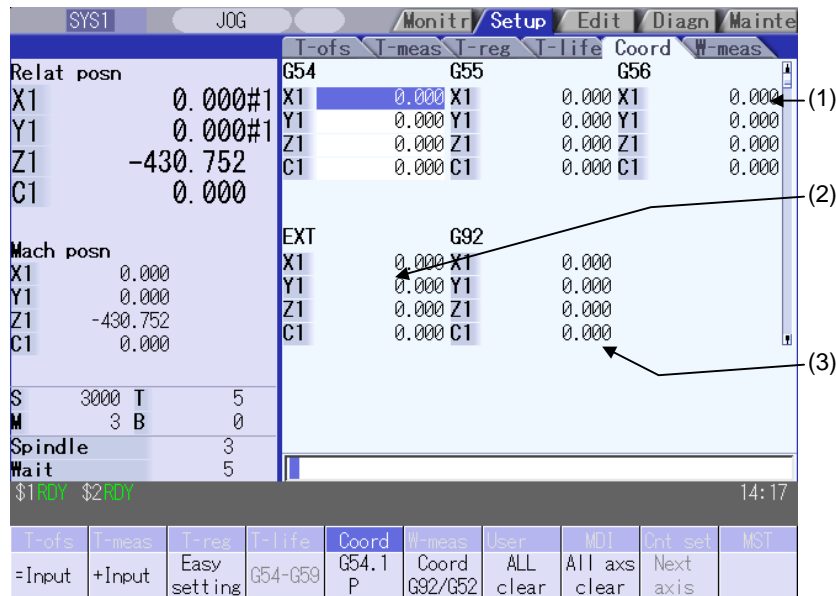 SYS1 JOG Monitr Setup Edit Diagn Mainte
T-ofs T-meas T-reg T-life Coord W-meas
Relat posn
X1 0.000#1
Y1 0.000#1
Z1 -430.752
C1 0.000
Mach posn
X1 0.000
Y1 0.000
Z1 -430.752
C1 0.000
S 3000 T 5
M 3 B 0
Spindle 3
Wait 5
G54 G55 G56
X1 0.000 X1 0.000 X1 0.000
Y1 0.000 Y1 0.000 Y1 0.000
Z1 0.000 Z1 0.000 Z1 0.000
C1 0.000 C1 0.000 C1 0.000
EXT G92
X1 0.000 X1 0.000
Y1 0.000 Y1 0.000
Z1 0.000 Z1 0.000
C1 0.000 C1 0.000
(1)
(2)
(3)
$1RDY $2RDY 14:17
T-ofs T-meas T-reg T-life Coord W-meas User MDI Cnt set MST
=Input +Input Easy setting G54-G59 G54.1 P Coord G92/G52 ALL clear All axs clear Next axis